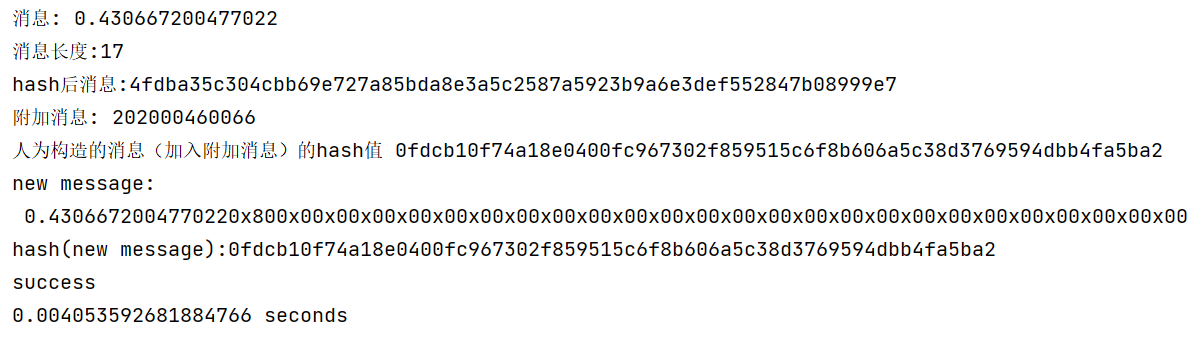 消息: 0.430667200477022
消息长度:17
hash后消息:4fdba35c304cbb69e727a85bda8e3a5c2587a5923b9a6e3def552847b08999e7
附加消息: 202000460066
人为构造的消息（加入附加消息）的hash值 0fdcb10f74a18e0400fc967302f859515c6f8b606a5c38d3769594dbb4fa5ba2
new message:
0.4306672004770220x800x00x00x00x00x00x00x00x00x00x00x00x00x00x00x00x00x00x00x00x00x00x00x00x00x00x00
hash(new message):0fdcb10f74a18e0400fc967302f859515c6f8b606a5c38d3769594dbb4fa5ba2
success
0.004053592681884766 seconds